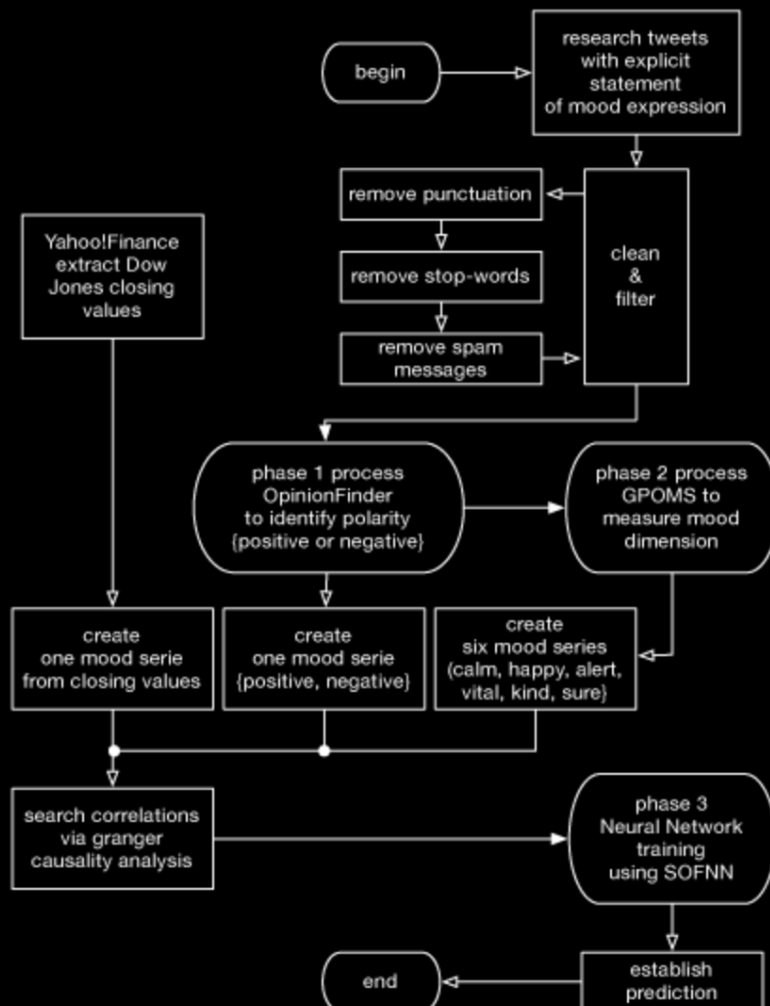 begin
research tweets
with explicit
statement
of mood expression
remove punctuation
clean
&
filter
remove stop-words
remove spam
messages
Yahoo!Finance
extract Dow
Jones closing
values
phase 1 process
OpinionFinder
to identify polarity
{positive or negative}
phase 2 process
GPOMS to
measure mood
dimension
create
one mood serie
from closing values
create
one mood serie
{positive, negative}
create
six mood series
(calm, happy, alert,
vital, kind, sure}
search correlations
via granger
causality analysis
phase 3
Neural Network
training
using SOFNN
establish
prediction
end